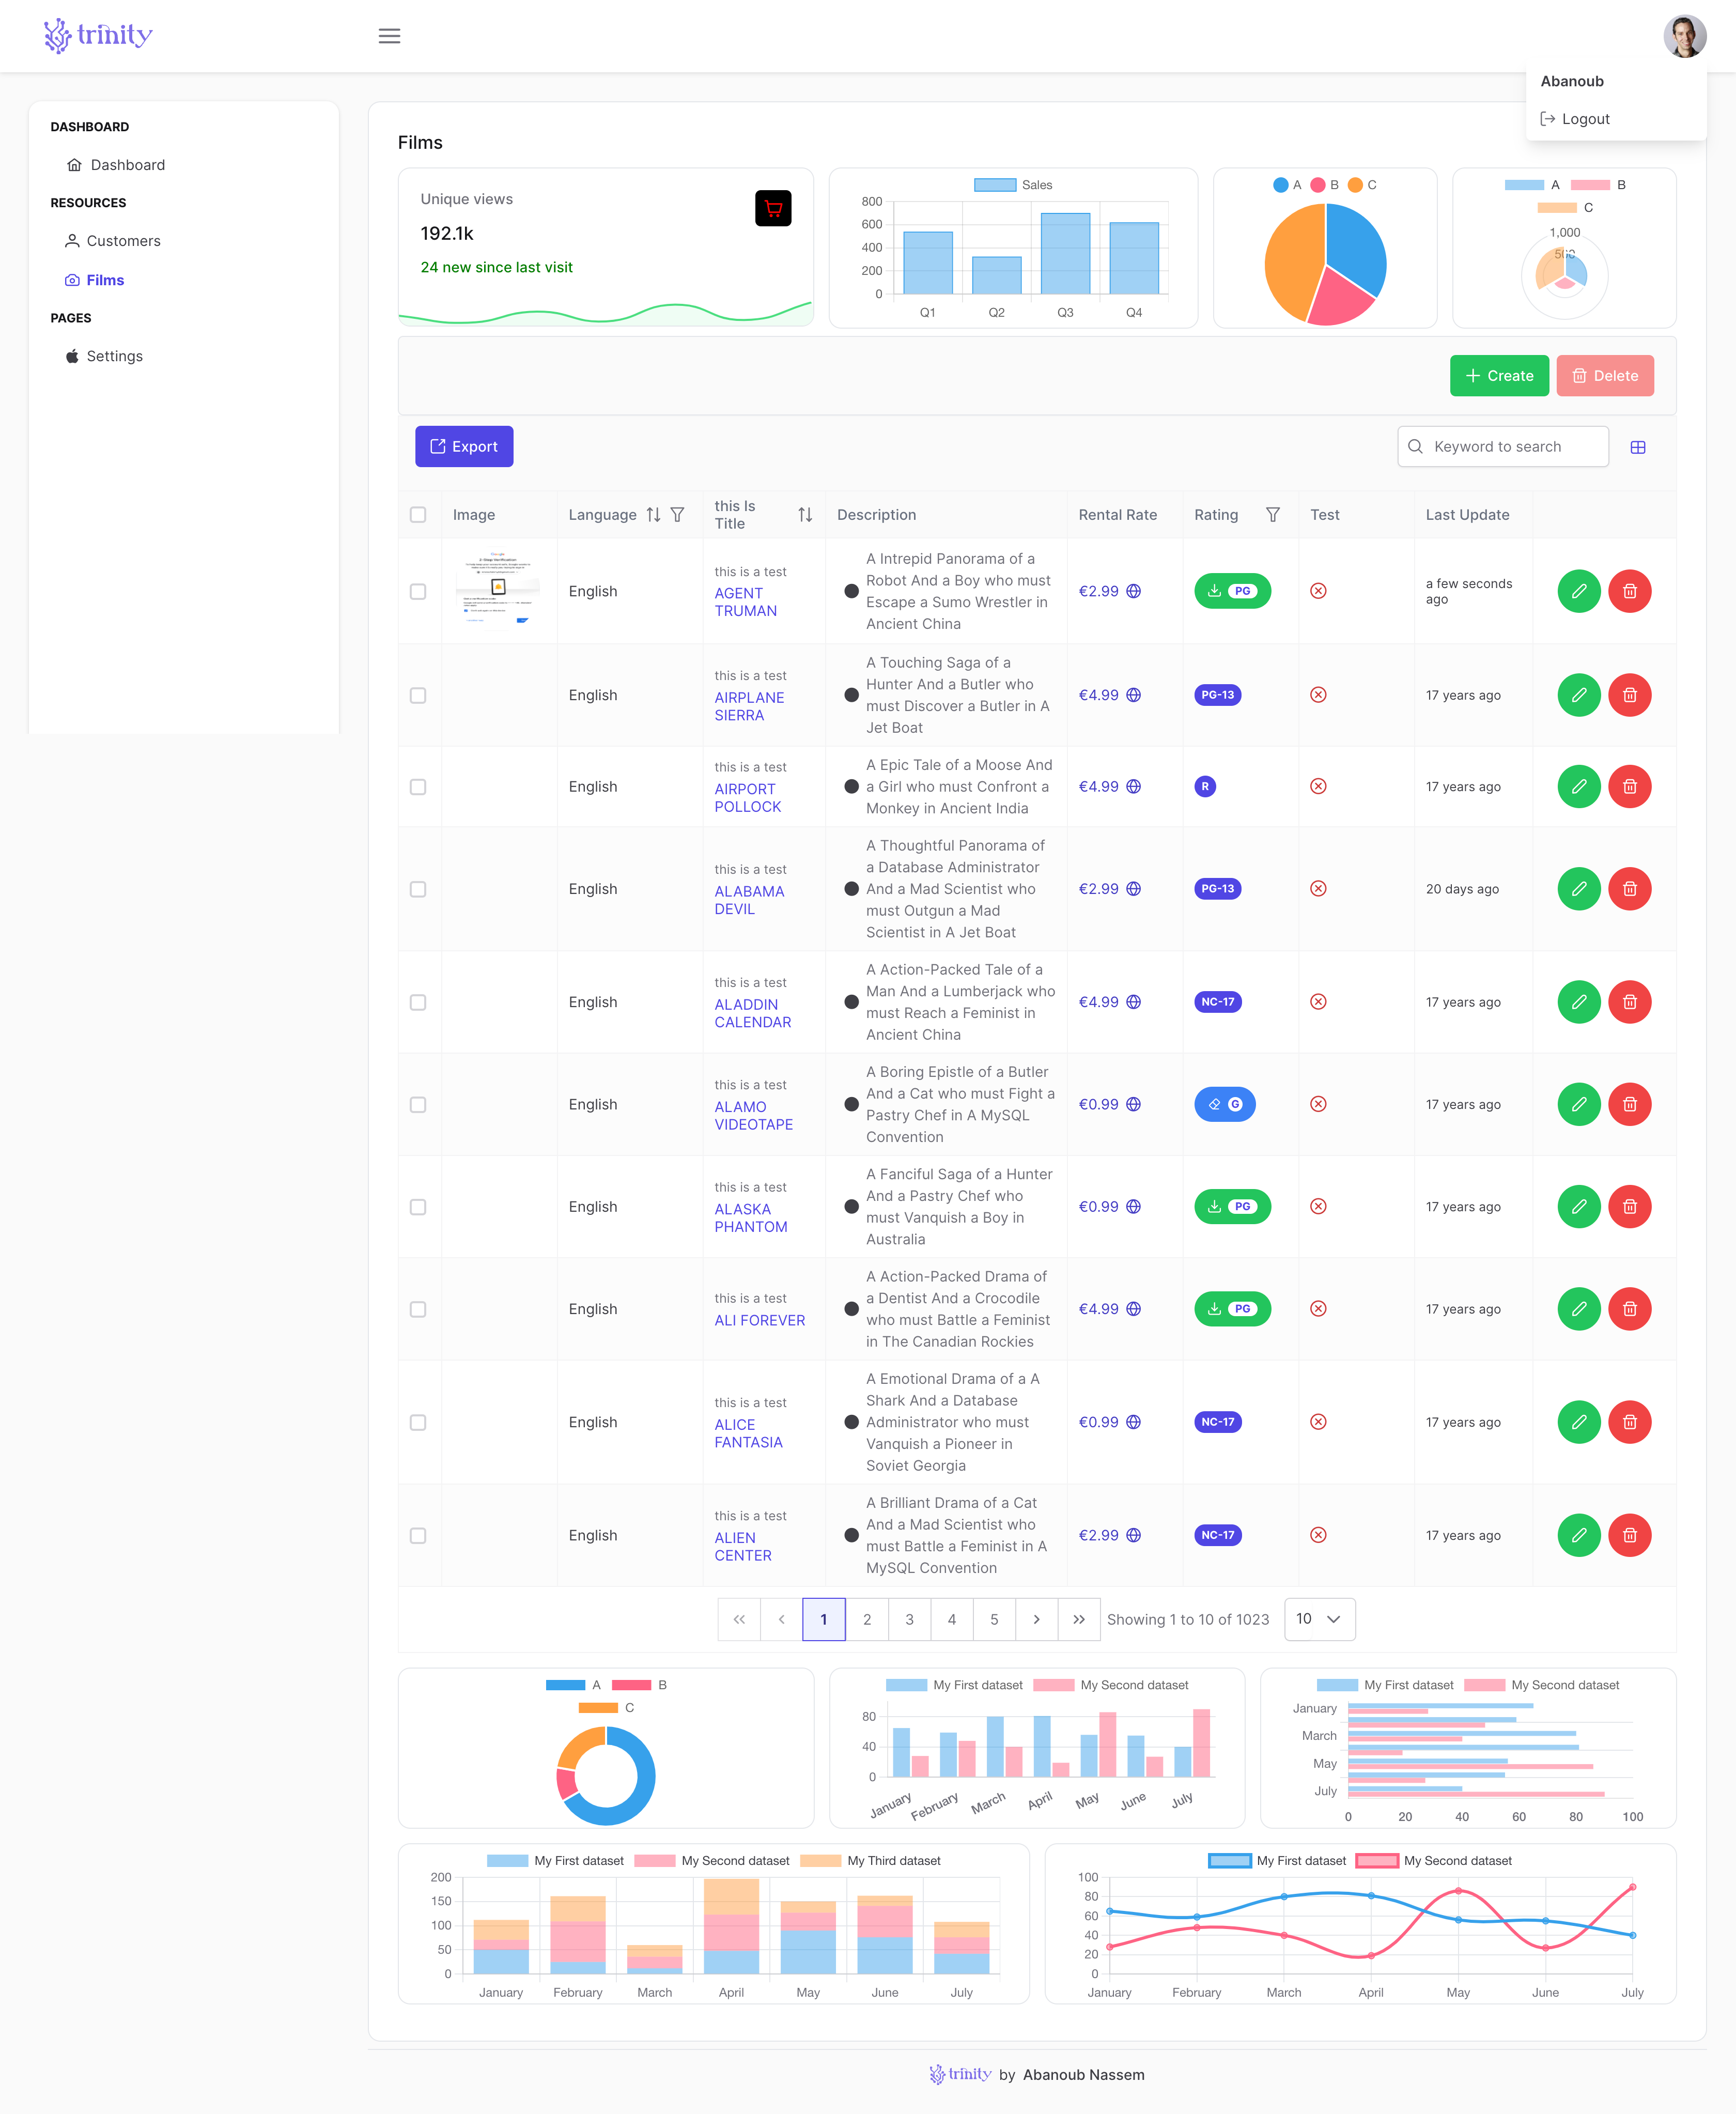 trinity
Abanoub
Logout
DASHBOARD
Dashboard
RESOURCES
Customers
Films
PAGES
Settings
Films
Unique views
192.1k
24 new since last visit
Sales
800
600
400
200
0
Q1 Q2 Q3 Q4
A B C
A B
C
1,000
500
Create Delete
Export Keyword to search
Image Language this Is Title Description Rental Rate Rating Test Last Update
this is a test
AGENT
TRUMAN
English
A Intrepid Panorama of a
Robot And a Boy who must
Escape a Sumo Wrestler in
Ancient China
€2.99 PG a few seconds
ago
English
this is a test
AIRPLANE
SIERRA
A Touching Saga of a
Hunter And a Butler who
must Discover a Butler in A
Jet Boat
€4.99 PG-13 17 years ago
English
this is a test
AIRPORT
POLLOCK
A Epic Tale of a Moose And
a Girl who must Confront a
Monkey in Ancient India
€4.99 R 17 years ago
English
this is a test
ALABAMA
DEVIL
A Thoughtful Panorama of
a Database Administrator
And a Mad Scientist who
must Outgun a Mad
Scientist in A Jet Boat
€2.99 PG-13 20 days ago
English
this is a test
ALADDIN
CALENDAR
A Action-Packed Tale of a
Man And a Lumberjack who
must Reach a Feminist in
Ancient China
€4.99 NC-17 17 years ago
English
this is a test
ALAMO
VIDEOTAPE
A Boring Epistle of a Butler
And a Cat who must Fight a
Pastry Chef in A MySQL
Convention
€0.99 G 17 years ago
English
this is a test
ALASKA
PHANTOM
A Fanciful Saga of a Hunter
And a Pastry Chef who
must Vanquish a Boy in
Australia
€0.99 PG 17 years ago
English
this is a test
ALI FOREVER
A Action-Packed Drama of
a Dentist And a Crocodile
who must Battle a Feminist
in The Canadian Rockies
€4.99 PG 17 years ago
English
this is a test
ALICE
FANTASIA
A Emotional Drama of a A
Shark And a Database
Administrator who must
Vanquish a Pioneer in
Soviet Georgia
€0.99 NC-17 17 years ago
English
this is a test
ALIEN
CENTER
A Brilliant Drama of a Cat
And a Mad Scientist who
must Battle a Feminist in A
MySQL Convention
€2.99 NC-17 17 years ago
1 2 3 4 5 Showing 1 to 10 of 1023 10
A B
C
My First dataset My Second dataset
80
40
0
January February March April May June July
My First dataset My Second dataset
January
March
May
July
0 20 40 60 80 100
My First dataset My Second dataset My Third dataset
200
150
100
50
0
January February March April May June July
My First dataset My Second dataset
100
80
60
40
20
0
January February March April May June July
trinity by Abanoub Nassem